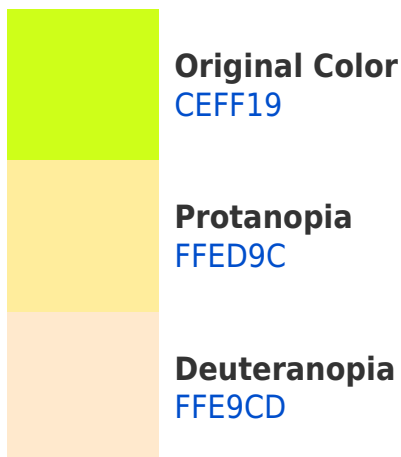 Original Color
CEFF19
Protanopia
FFED9C
Deuteranopia
FFE9CD